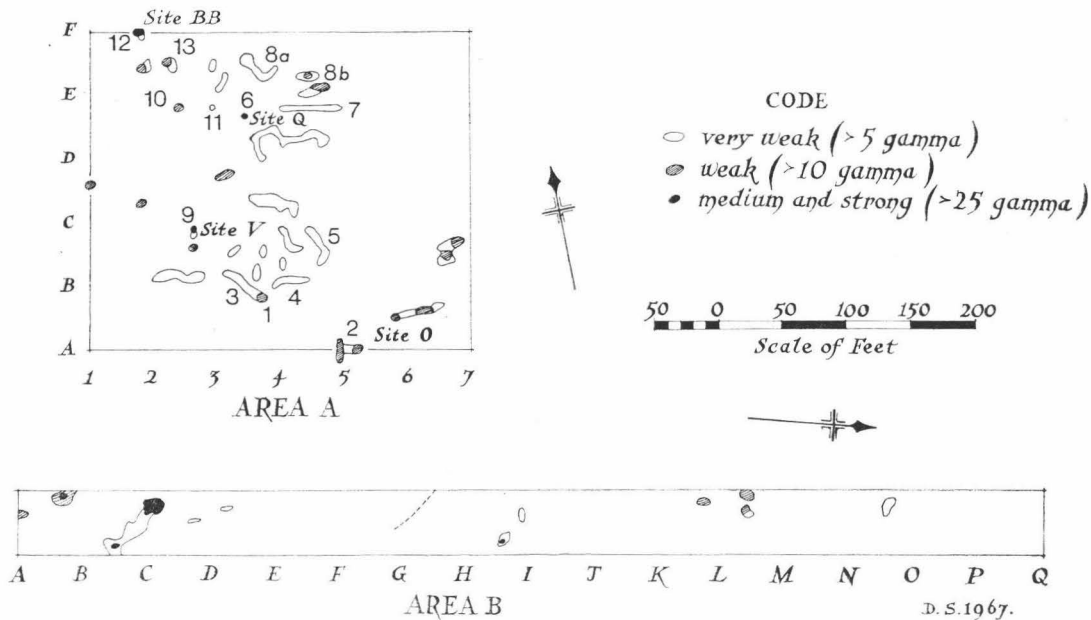 Site BB
F
12
13
8a
8b
E
10
11
6
7
Site Q
D
C
9
Site V
5
B
3
1
4
2
Site O
A
1 2 3 4 5 6 7
AREA A
CODE
very weak (>5 gamma)
weak (>10 gamma)
medium and strong (>25 gamma)
50 0 50 100 150 200
Scale of Feet
A B C D E F G H I J K L M N O P Q
AREA B
D.S.1967.